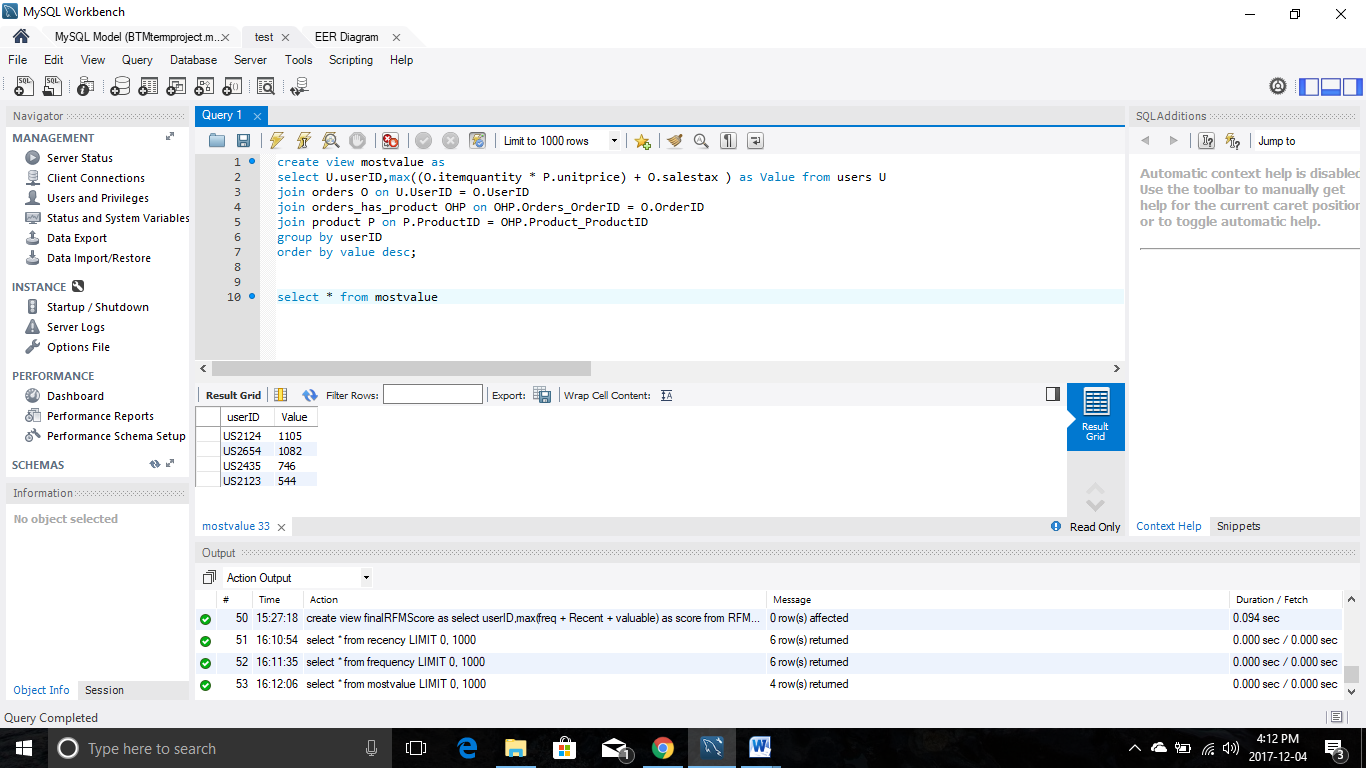 MySQL Workbench
MySQL Model (BTMtermproject.m...
test
EER Diagram
File Edit View Query Database Server Tools Scripting Help
Navigator
MANAGEMENT
Server Status
Client Connections
Users and Privileges
Status and System Variables
Data Export
Data Import/Restore
INSTANCE
Startup / Shutdown
Server Logs
Options File
PERFORMANCE
Dashboard
Performance Reports
Performance Schema Setup
SCHEMAS
Information
No object selected
Object Info Session
Query 1
Limit to 1000 rows
1 create view mostvalue as
2 select U.userID,max((O.itemquantity * P.unitprice) + O.salestax ) as Value from users U
3 join orders O on U.UserID = O.UserID
4 join orders_has_product OHP on OHP.Orders_OrderID = O.OrderID
5 join product P on P.ProductID = OHP.Product_ProductID
6 group by userID
7 order by value desc;
8
9
10 select * from mostvalue
Result Grid Filter Rows: Export: Wrap Cell Content:
userID Value
US2124 1105
US2654 1082
US2435 746
US2123 544
Result
Grid
mostvalue 33
Read Only
SQLAdditions
Jump to
Automatic context help is disabled
Use the toolbar to manually get
help for the current caret position
or to toggle automatic help.
Context Help Snippets
Output
Action Output
# Time Action Message Duration / Fetch
50 15:27:18 create view finalRFMScore as select userID,max(freq + Recent + valuable) as score from RFM... 0 row(s) affected 0.094 sec
51 16:10:54 select * from recency LIMIT 0, 1000 6 row(s) returned 0.000 sec / 0.000 sec
52 16:11:35 select * from frequency LIMIT 0, 1000 6 row(s) returned 0.000 sec / 0.000 sec
53 16:12:06 select * from mostvalue LIMIT 0, 1000 4 row(s) returned 0.000 sec / 0.000 sec
Query Completed
Type here to search
1
4:12 PM
2017-12-04
3